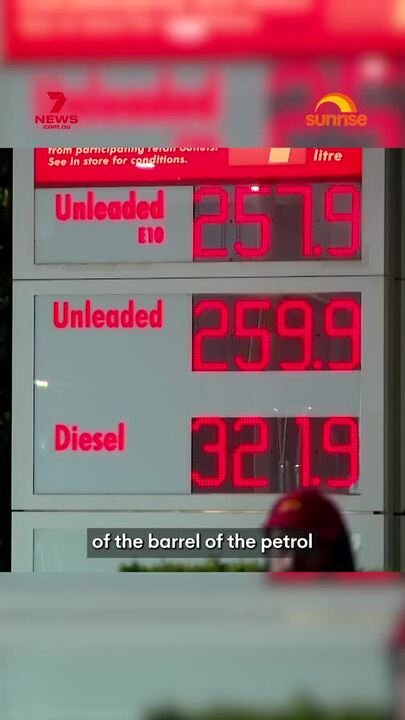 7
NEWS
.com.au
sunrise
from participating retail outlets.
See in store for conditions.
litre
Unleaded
E10
257.9
Unleaded
259.9
Diesel
321.9
of the barrel of the petrol